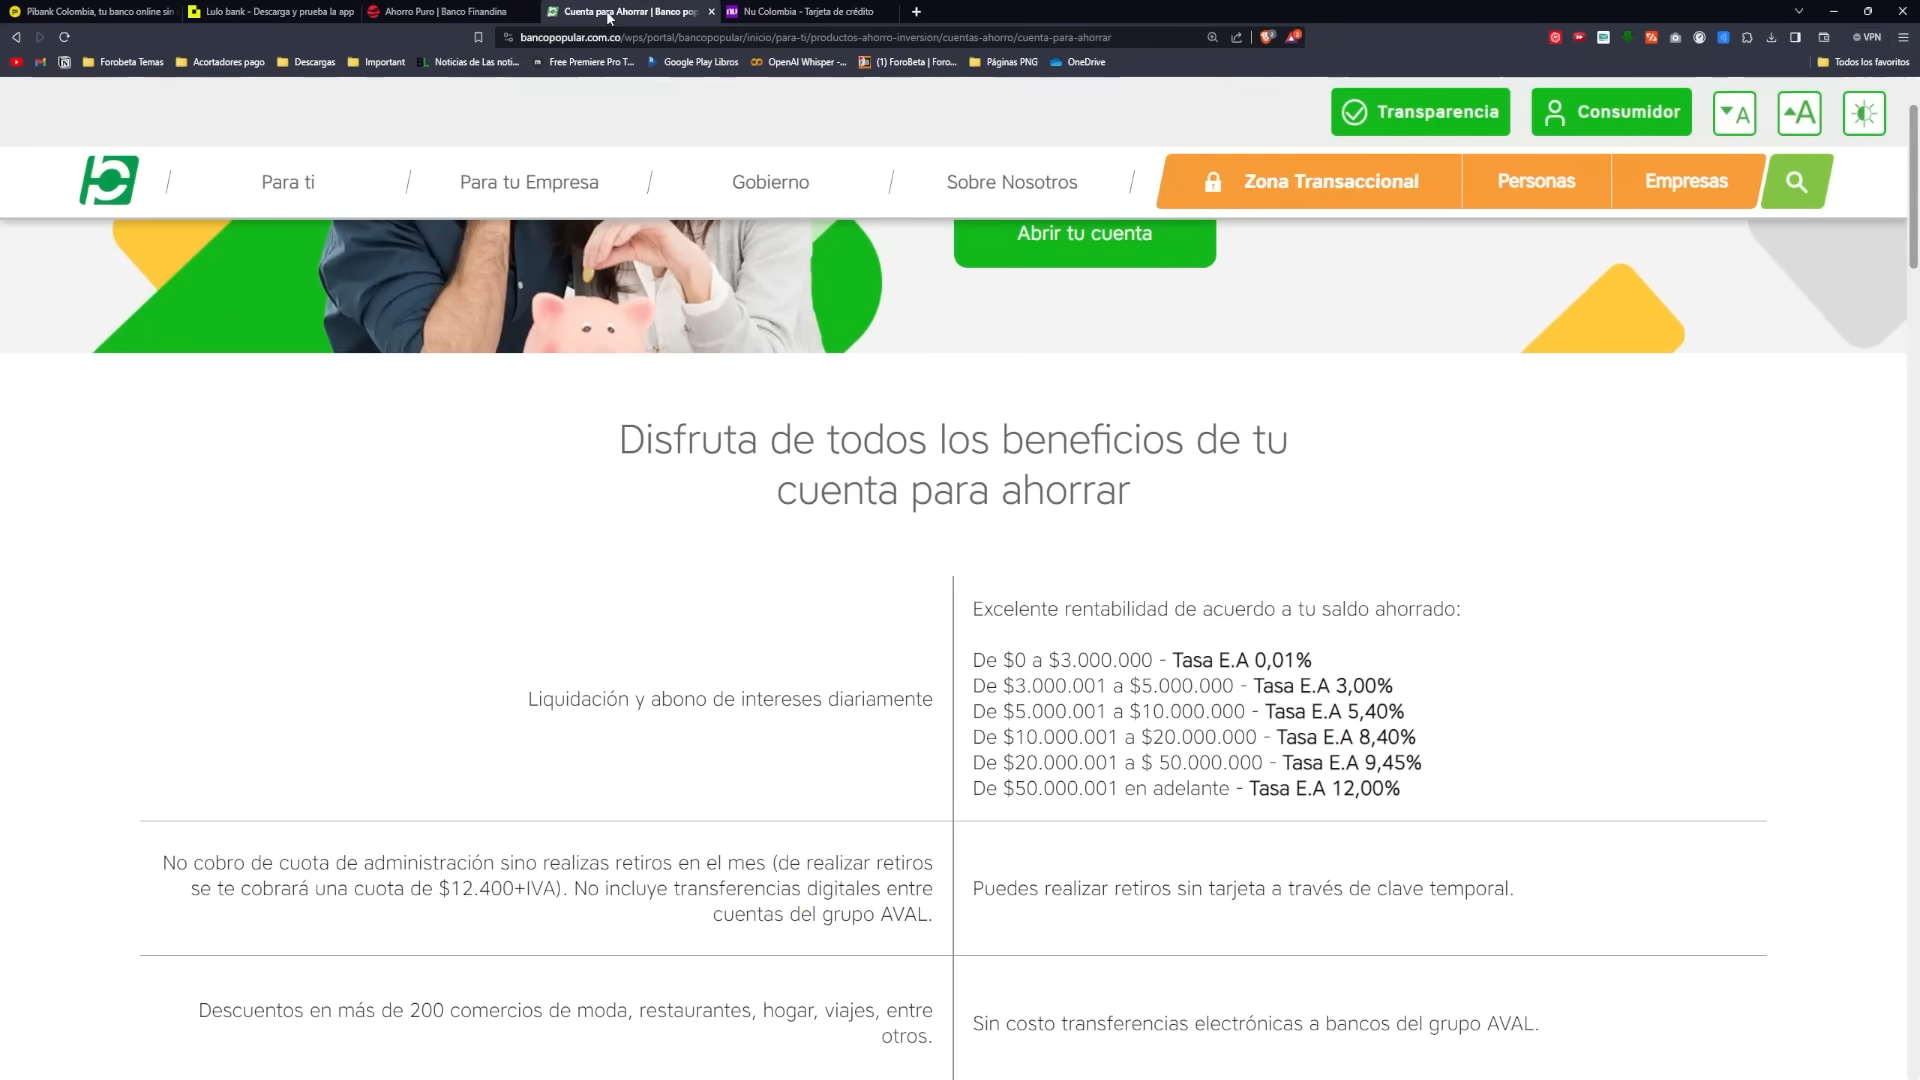 Pibank Colombia, tu banco online sin
Lulo bank - Descarga y prueba la app
Ahorro Puro | Banco Finandina
Cuenta para Ahorrar | Banco pop
Nu Colombia - Tarjeta de crédito
bancopopular.com.co/wps/portal/bancopopular/inicio/para-ti/productos-ahorro-inversion/cuentas-ahorro/cuenta-para-ahorrar
VPN
Forobeta Temas
Acortadores pago
Descargas
Important
Noticias de Las noti...
Free Premiere Pro T...
Google Play Libros
OpenAI Whisper -...
(1) ForoBeta | Foro...
Páginas PNG
OneDrive
Todos los favoritos
Transparencia
Consumidor
A
A
Para ti
Para tu Empresa
Gobierno
Sobre Nosotros
Zona Transaccional
Personas
Empresas
Abrir tu cuenta
Disfruta de todos los beneficios de tu
cuenta para ahorrar
Liquidación y abono de intereses diariamente
Excelente rentabilidad de acuerdo a tu saldo ahorrado:
De $0 a $3.000.000 - Tasa E.A 0,01%
De $3.000.001 a $5.000.000 - Tasa E.A 3,00%
De $5.000.001 a $10.000.000 - Tasa E.A 5,40%
De $10.000.001 a $20.000.000 - Tasa E.A 8,40%
De $20.000.001 a $ 50.000.000 - Tasa E.A 9,45%
De $50.000.001 en adelante - Tasa E.A 12,00%
No cobro de cuota de administración sino realizas retiros en el mes (de realizar retiros
se te cobrará una cuota de $12.400+IVA). No incluye transferencias digitales entre
cuentas del grupo AVAL.
Puedes realizar retiros sin tarjeta a través de clave temporal.
Descuentos en más de 200 comercios de moda, restaurantes, hogar, viajes, entre
otros.
Sin costo transferencias electrónicas a bancos del grupo AVAL.